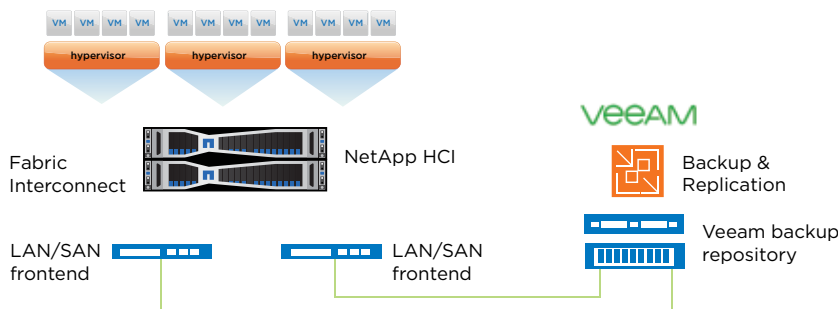 VM VM VM VM VM VM VM VM VM VM VM VM
hypervisor hypervisor hypervisor
veeAM
Fabric
Interconnect
NetApp HCI
Backup &
Replication
LAN/SAN
frontend
LAN/SAN
frontend
Veeam backup
repository